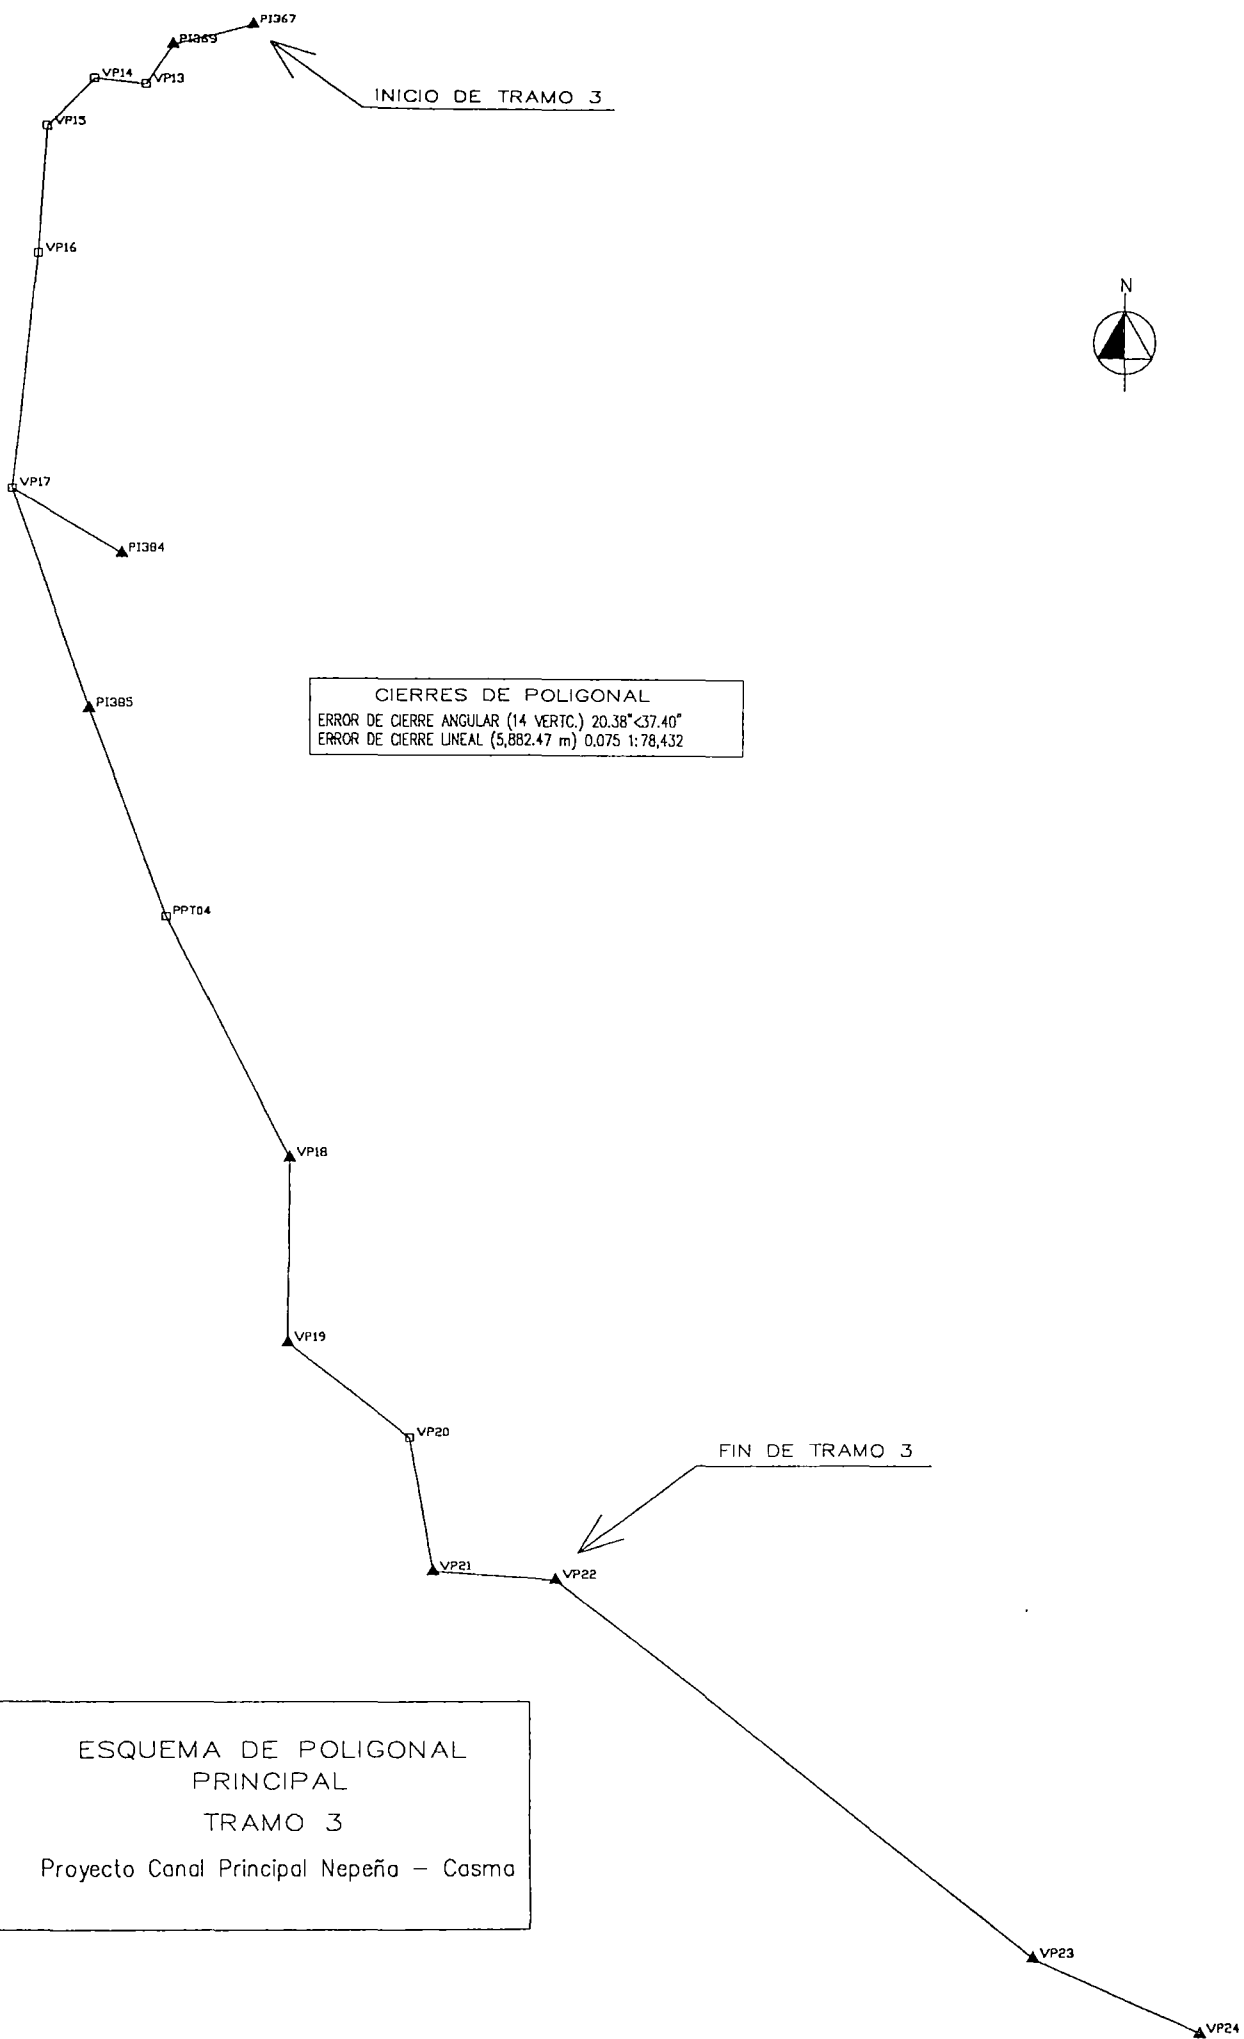 PI367
PI369
VP14
VP13
INICIO DE TRAMO 3
VP15
VP16
N
VP17
PI384
CIERRES DE POLIGONAL
PI385
ERROR DE CIERRE ANGULAR (14 VERTC.) 20.38"<37.40"
ERROR DE CIERRE LINEAL (5,882.47 m) 0.075 1:78,432
PPT04
VP18
VP19
VP20
FIN DE TRAMO 3
VP21
VP22
ESQUEMA DE POLIGONAL
PRINCIPAL
TRAMO 3
Proyecto Canal Principal Nepeña – Casma
VP23
VP24